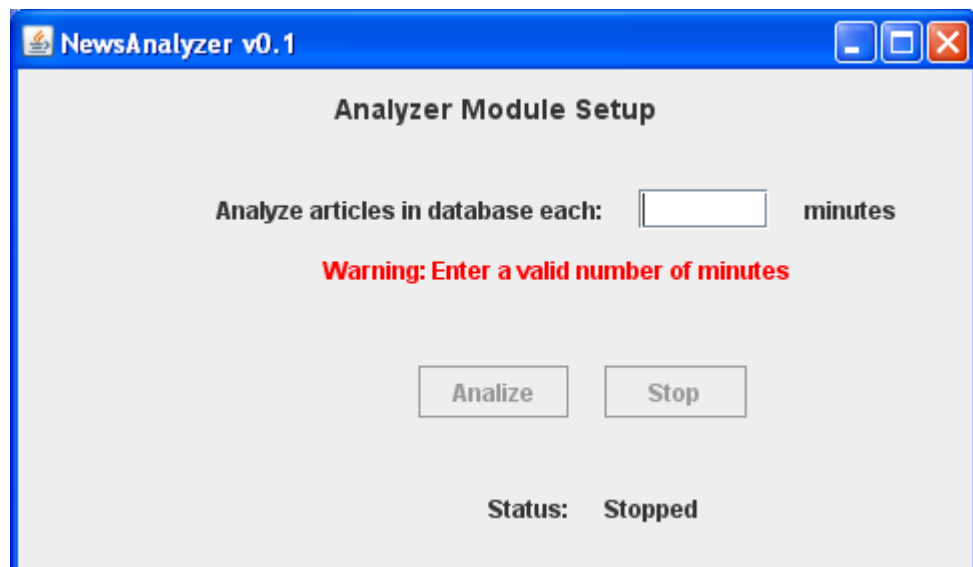 NewsAnalyzer v0.1
Analyzer Module Setup
Analyze articles in database each: minutes
Warning: Enter a valid number of minutes
Analize Stop
Status: Stopped